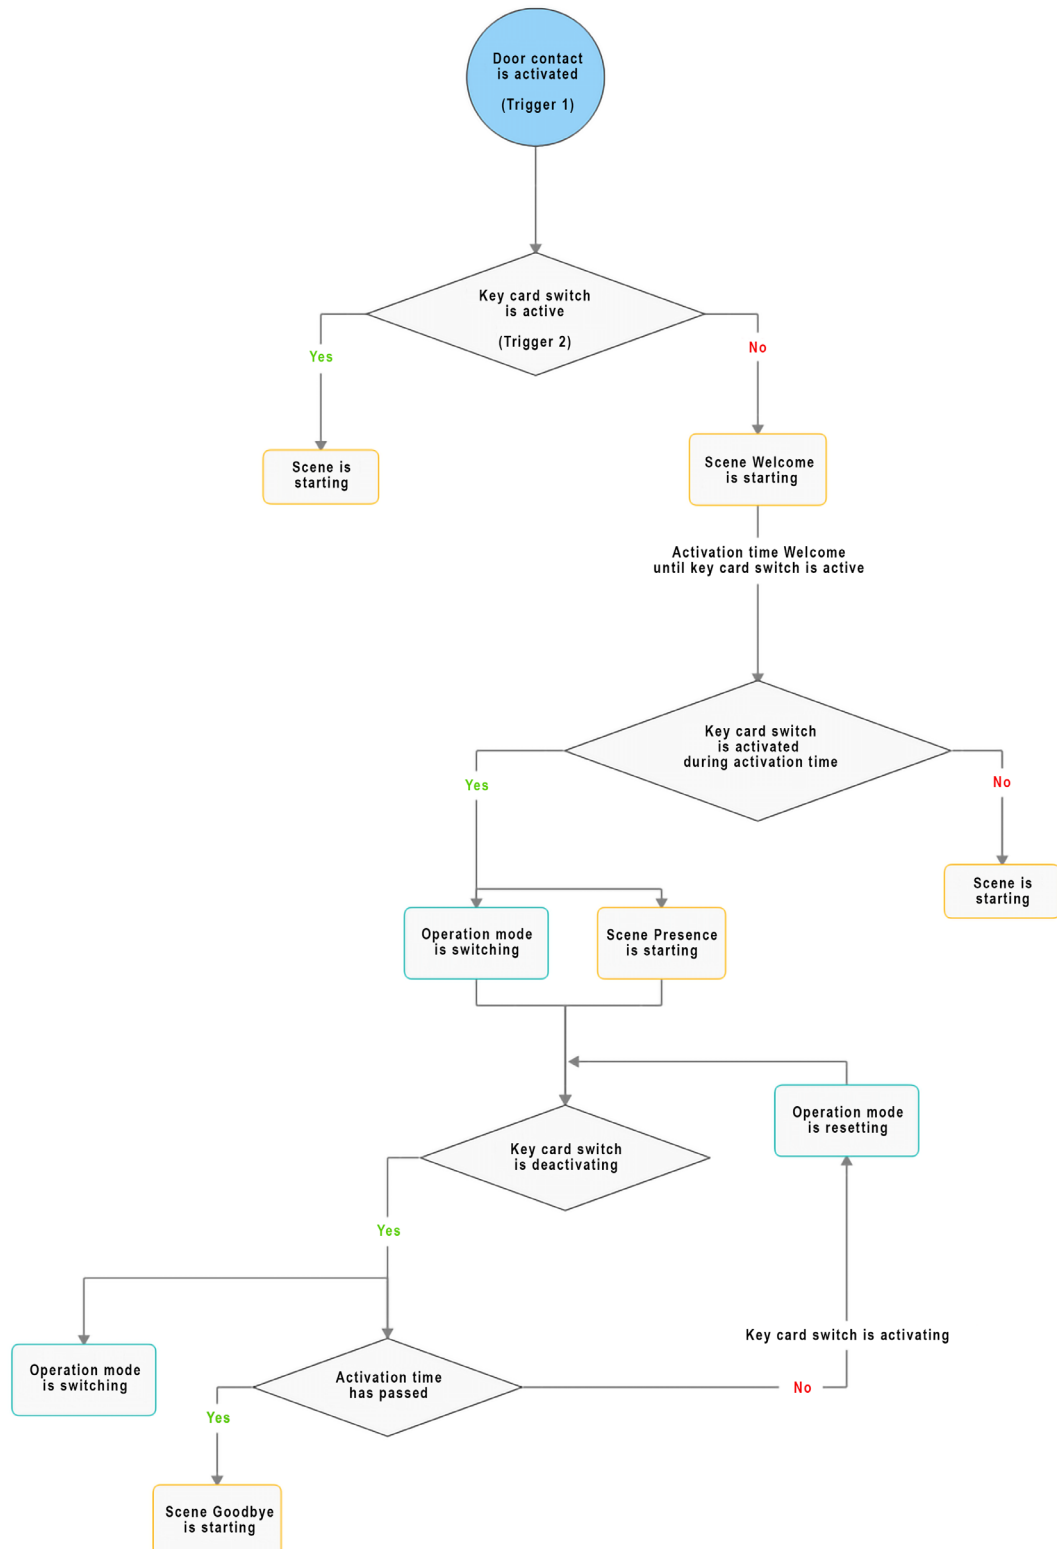 Door contact
is activated
(Trigger 1)
Key card switch
is active
(Trigger 2)
Yes
No
Scene is
starting
Scene Welcome
is starting
Activation time Welcome
until key card switch is active
Key card switch
is activated
during activation time
Yes
No
Scene is
starting
Operation mode
is switching
Scene Presence
is starting
Operation mode
is resetting
Key card switch
is deactivating
Yes
Key card switch is activating
Operation mode
is switching
Activation time
has passed
No
Yes
Scene Goodbye
is starting